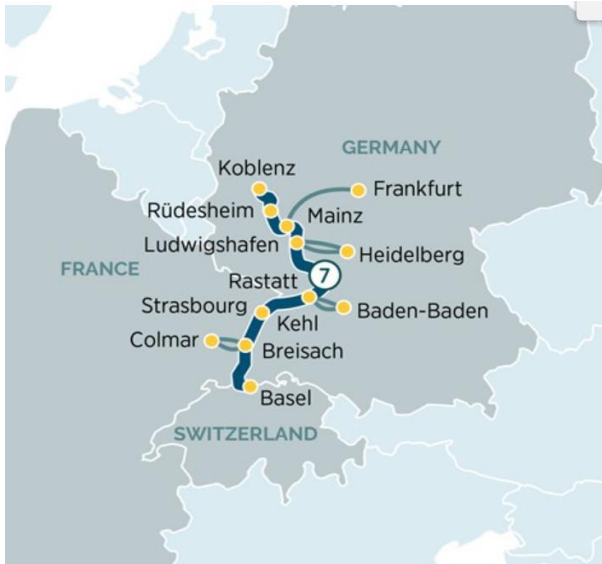 GERMANY
Koblenz
Frankfurt
Rüdesheim
Mainz
Ludwigshafen
Heidelberg
FRANCE
7
Rastatt
Strasbourg
Baden-Baden
Kehl
Colmar
Breisach
Basel
SWITZERLAND